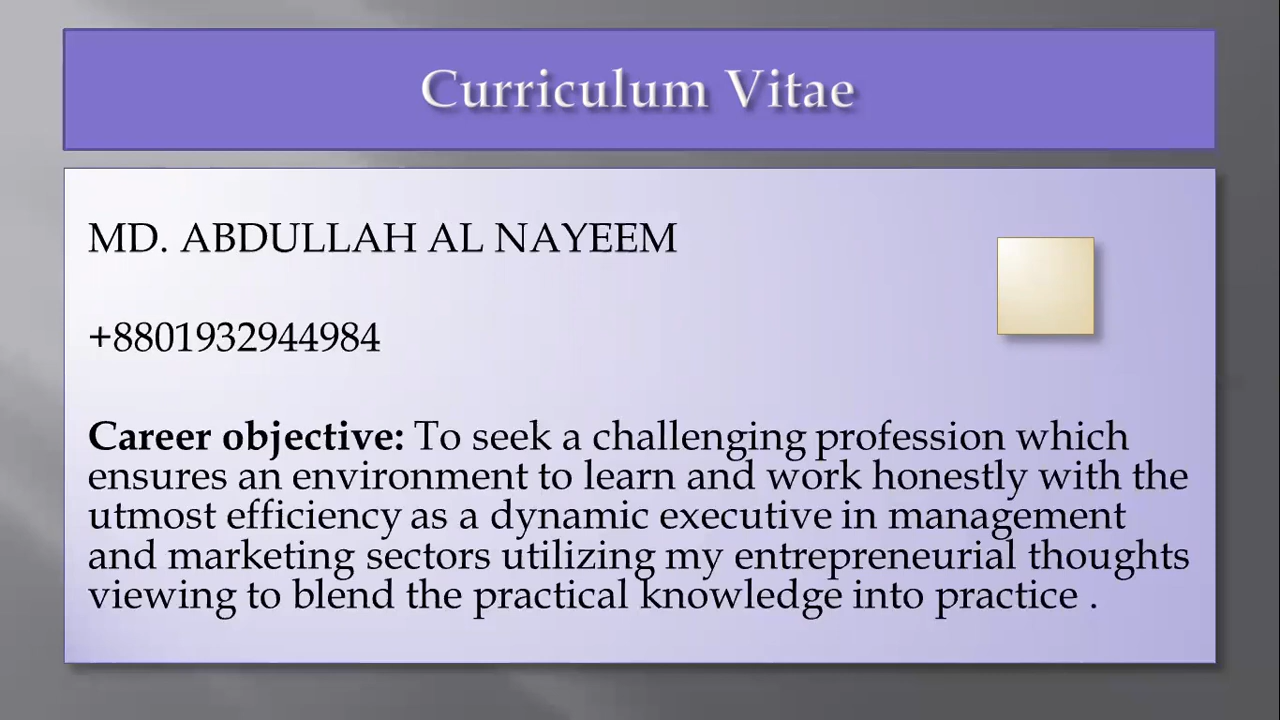 Curriculum Vitae
MD. ABDULLAH AL NAYEEM
+8801932944984
Career objective: To seek a challenging profession which
ensures an environment to learn and work honestly with the
utmost efficiency as a dynamic executive in management
and marketing sectors utilizing my entrepreneurial thoughts
viewing to blend the practical knowledge into practice .